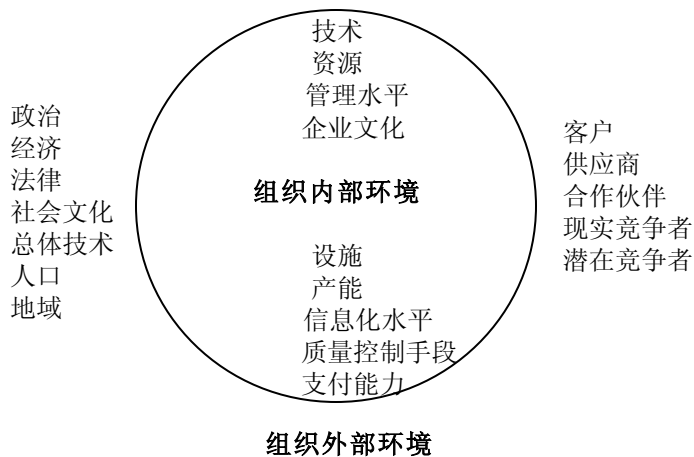 政治
经济
法律
社会文化
总体技术
人口
地域
技术
资源
管理水平
企业文化
组织内部环境
设施
产能
信息化水平
质量控制手段
支付能力
客户
供应商
合作伙伴
现实竞争者
潜在竞争者
组织外部环境